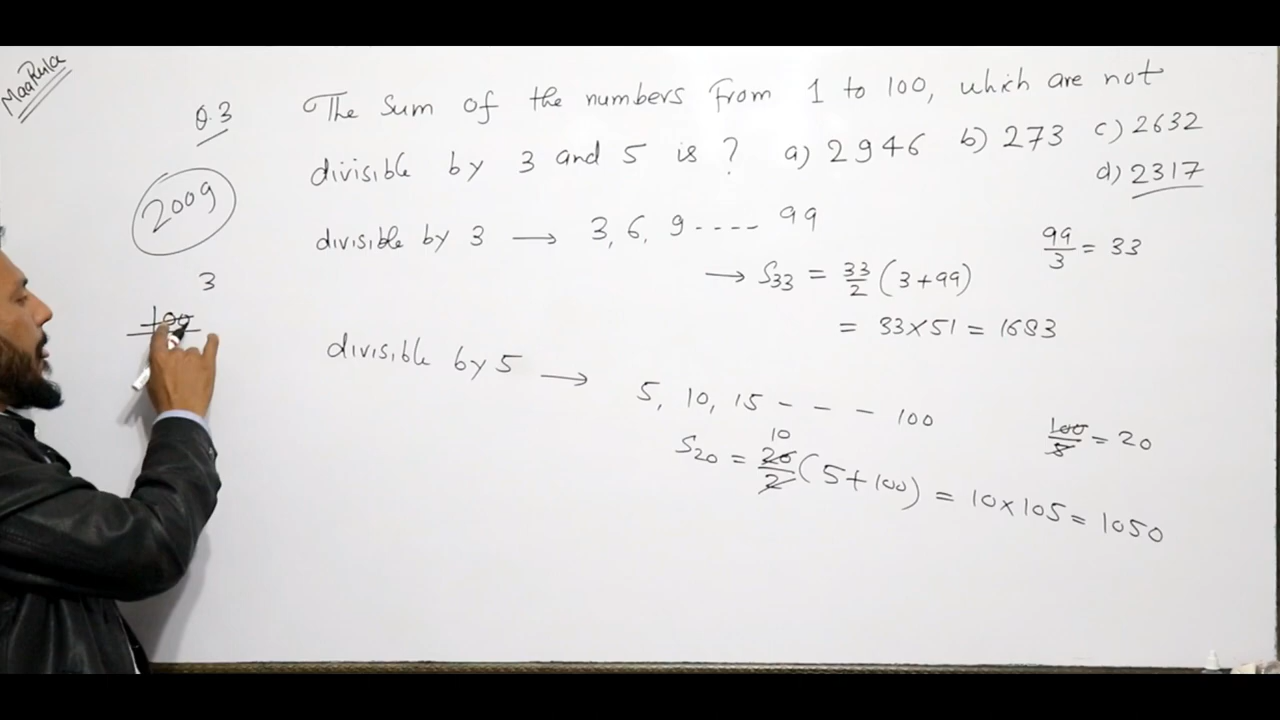 MaaRula
Q.3 The sum of the numbers from 1 to 100, which are not
divisible by 3 and 5 is ? a) 2946 b) 273 c) 2632
d) 2317
2009
divisible by 3 → 3, 6, 9 ---- 99
99/3 = 33
→ S33 = 33/2 (3+99)
= 33×51 = 1683
3
100
divisible by 5 → 5, 10, 15 - - - 100
100/5 = 20
10
S20 = 20/2 (5+100) = 10×105 = 1050